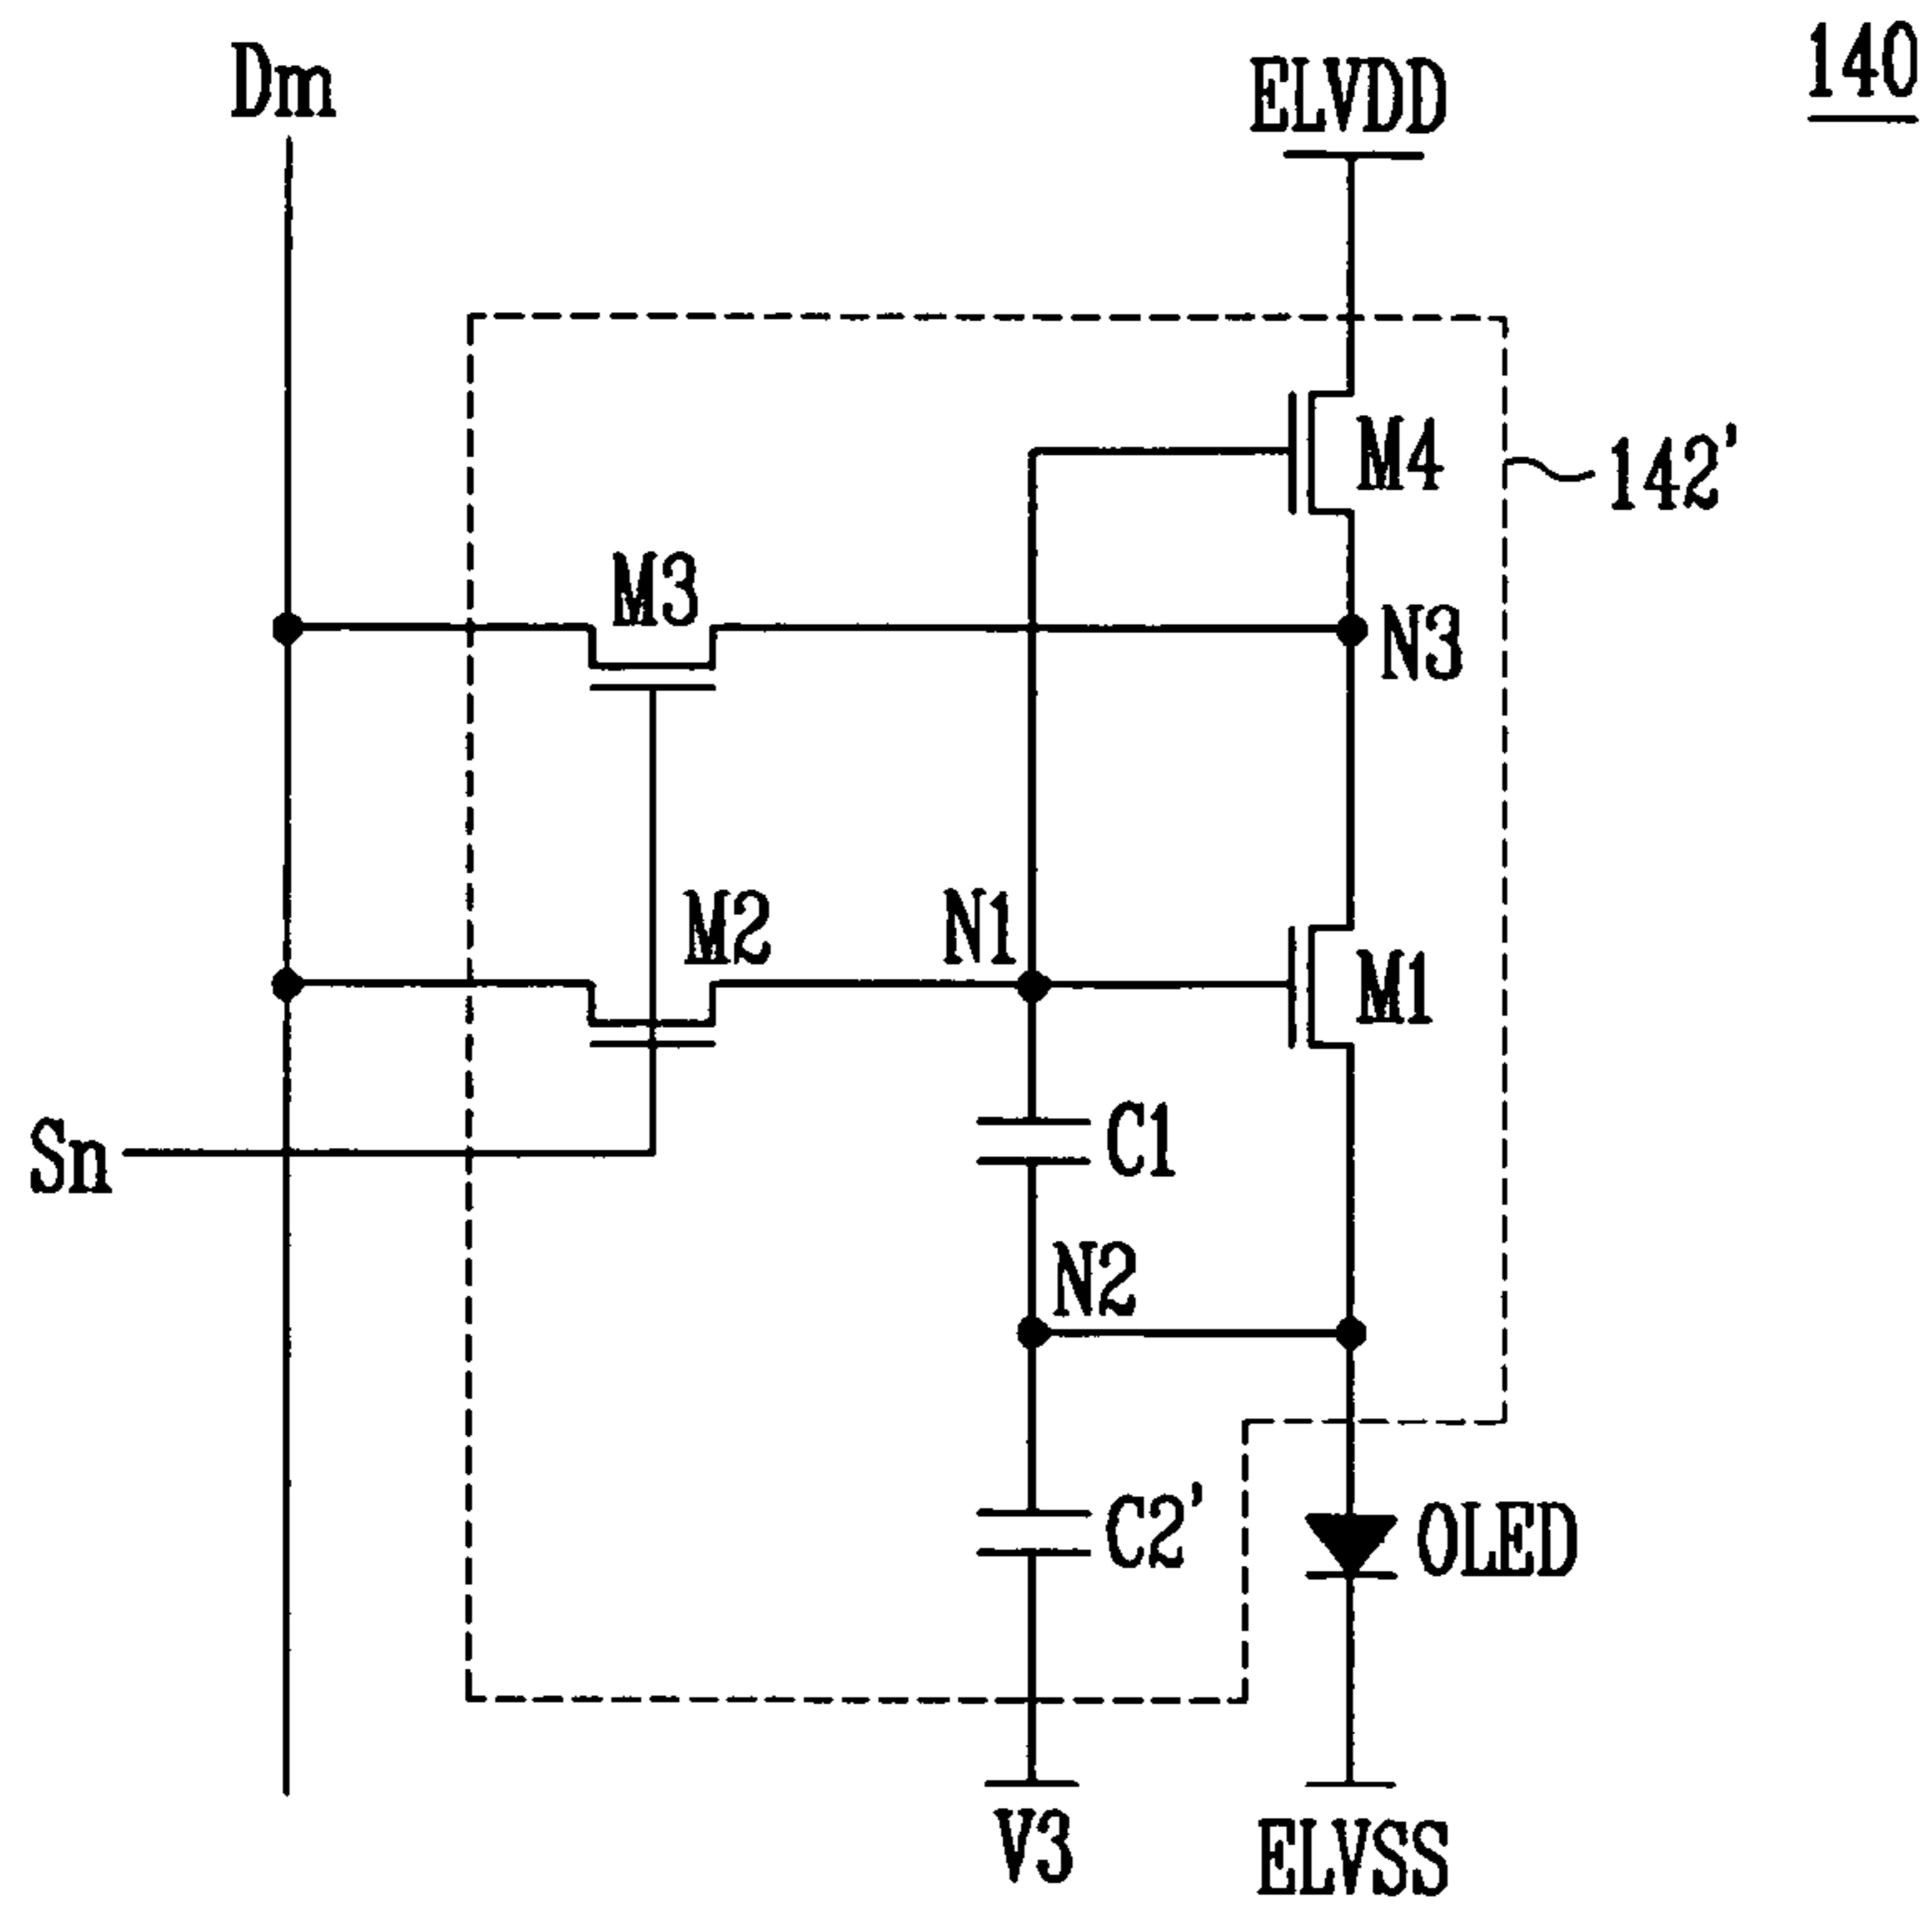 140
Dm
ELVDD
M4
142'
M3
N3
M2
N1
M1
Sn
C1
N2
C2'
OLED
V3
ELVSS